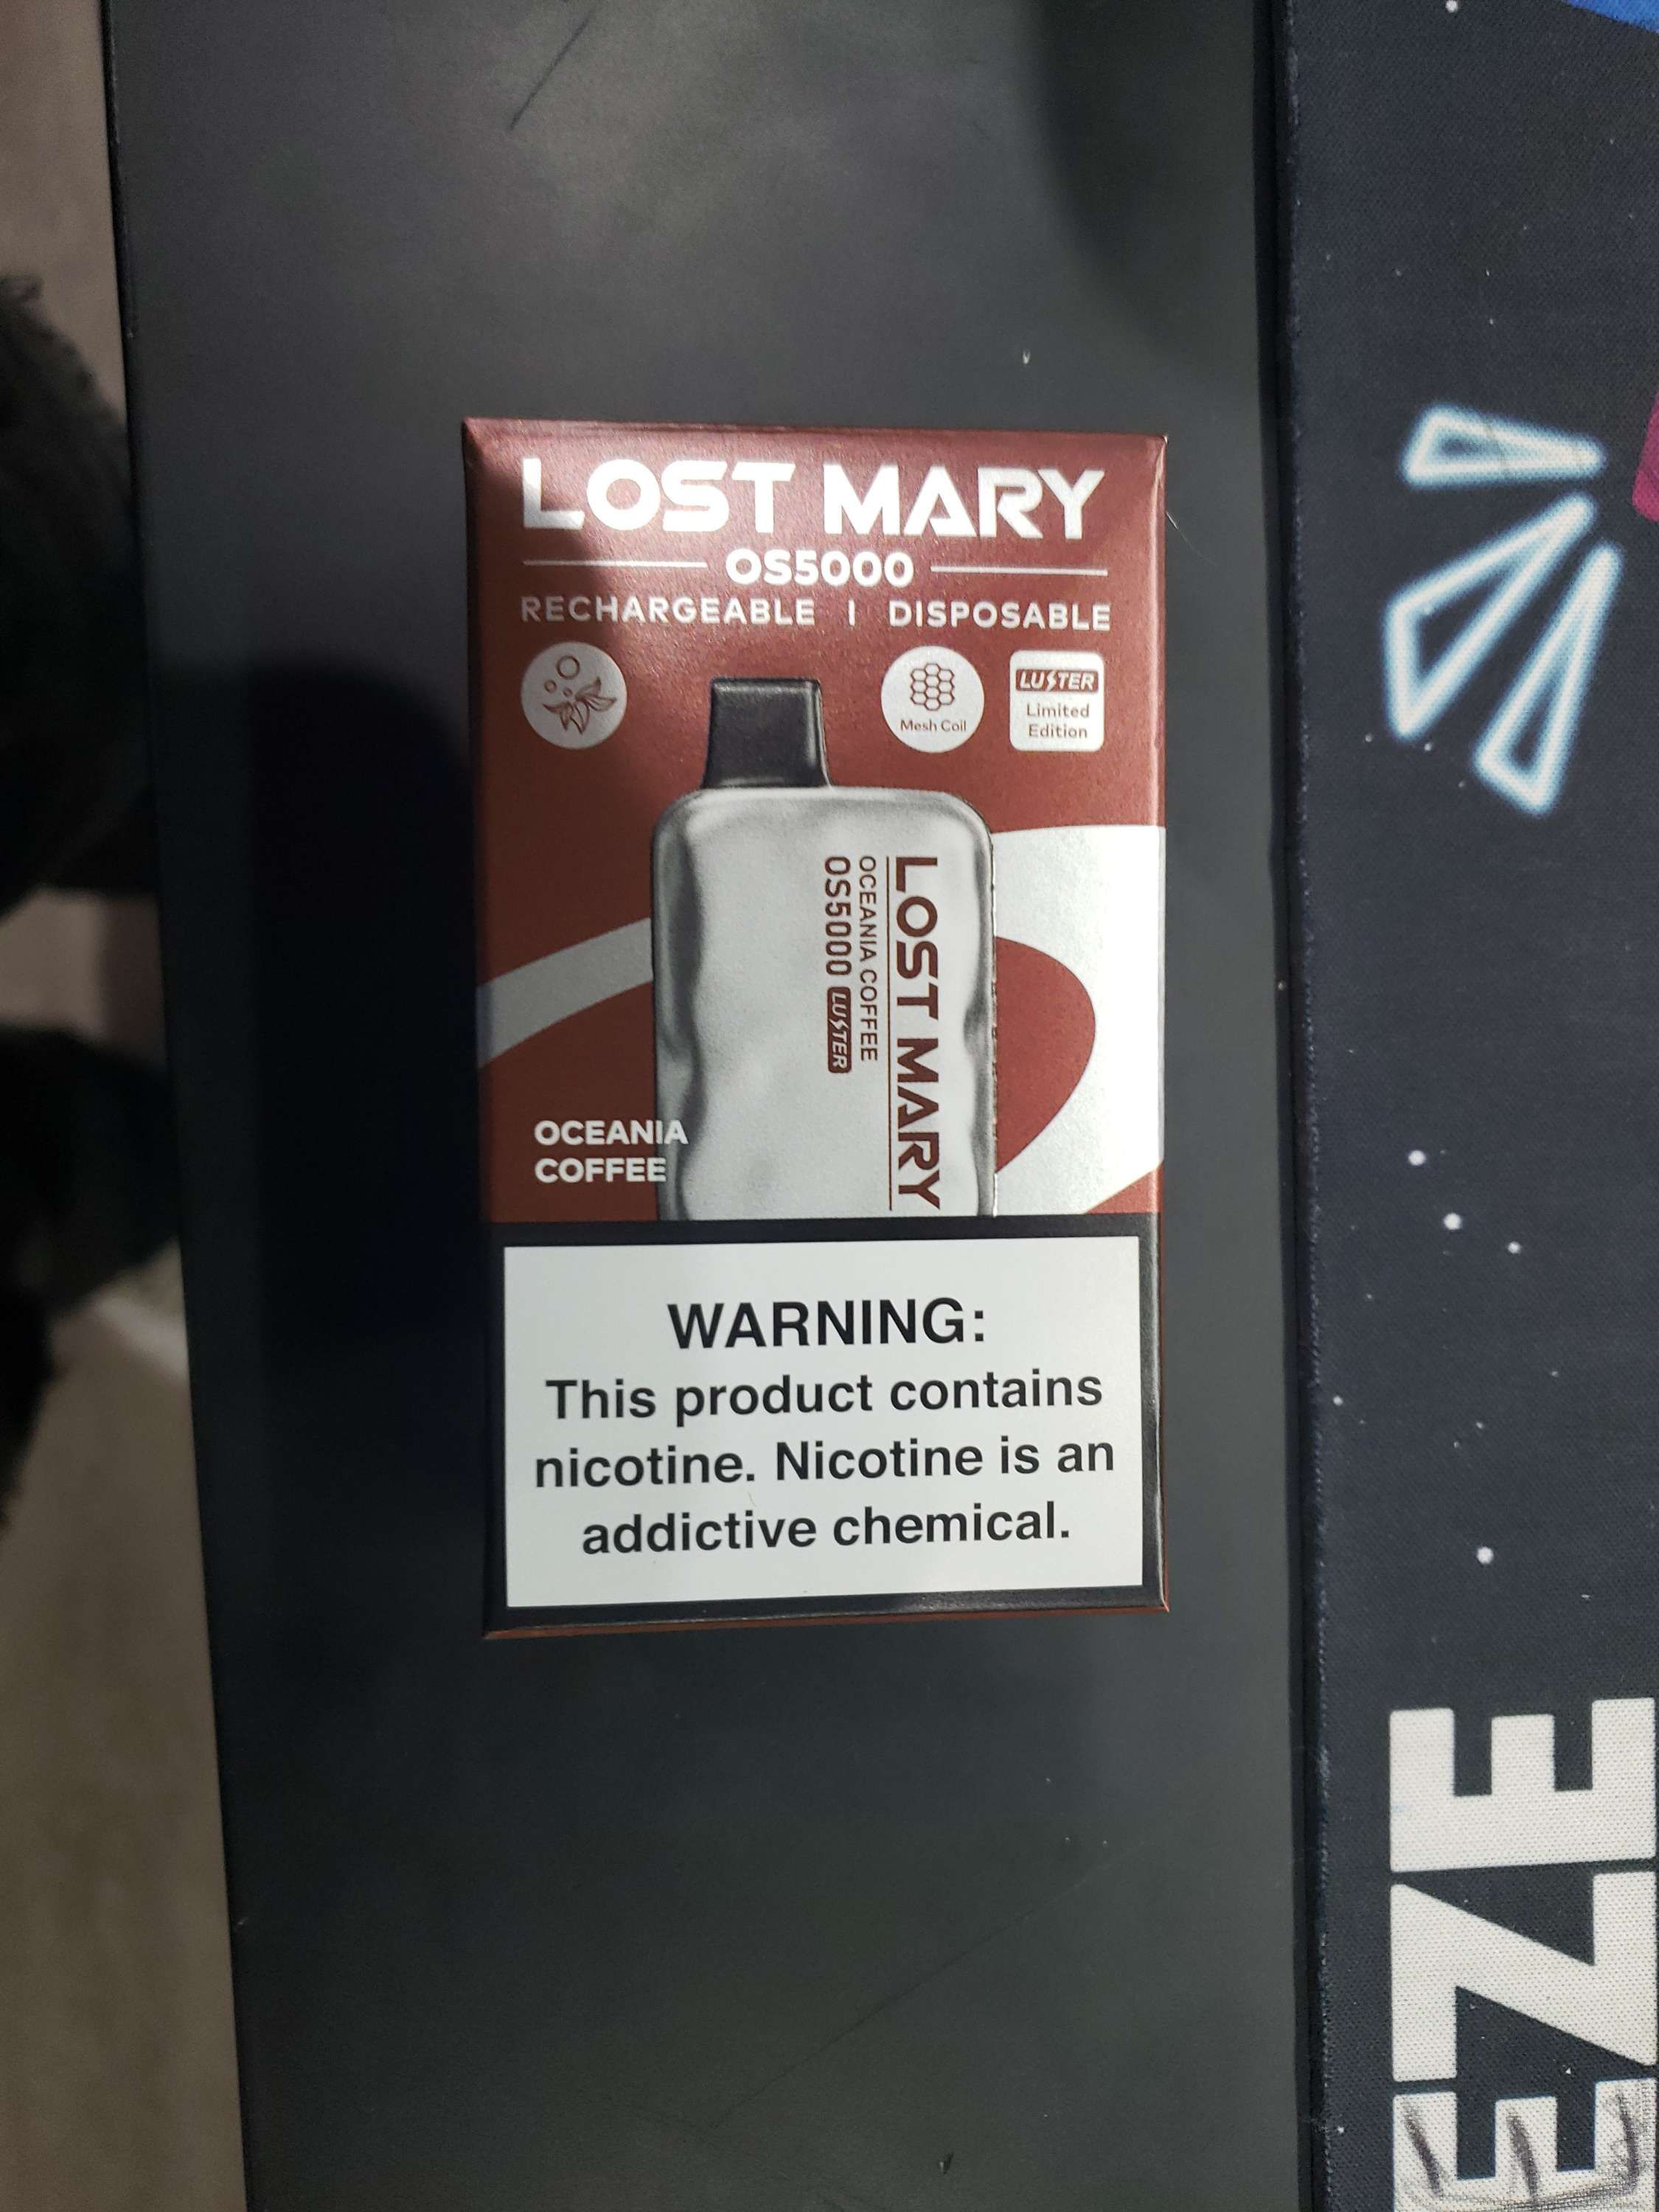 LOST MARY
OS5000
RECHARGEABLE | DISPOSABLE
Mesh Coil
LUSTER
Limited
Edition
LOST MARY
OCEANIA COFFEE
OS5000 LUSTER
OCEANIA
COFFEE
WARNING:
This product contains
nicotine. Nicotine is an
addictive chemical.
EZE